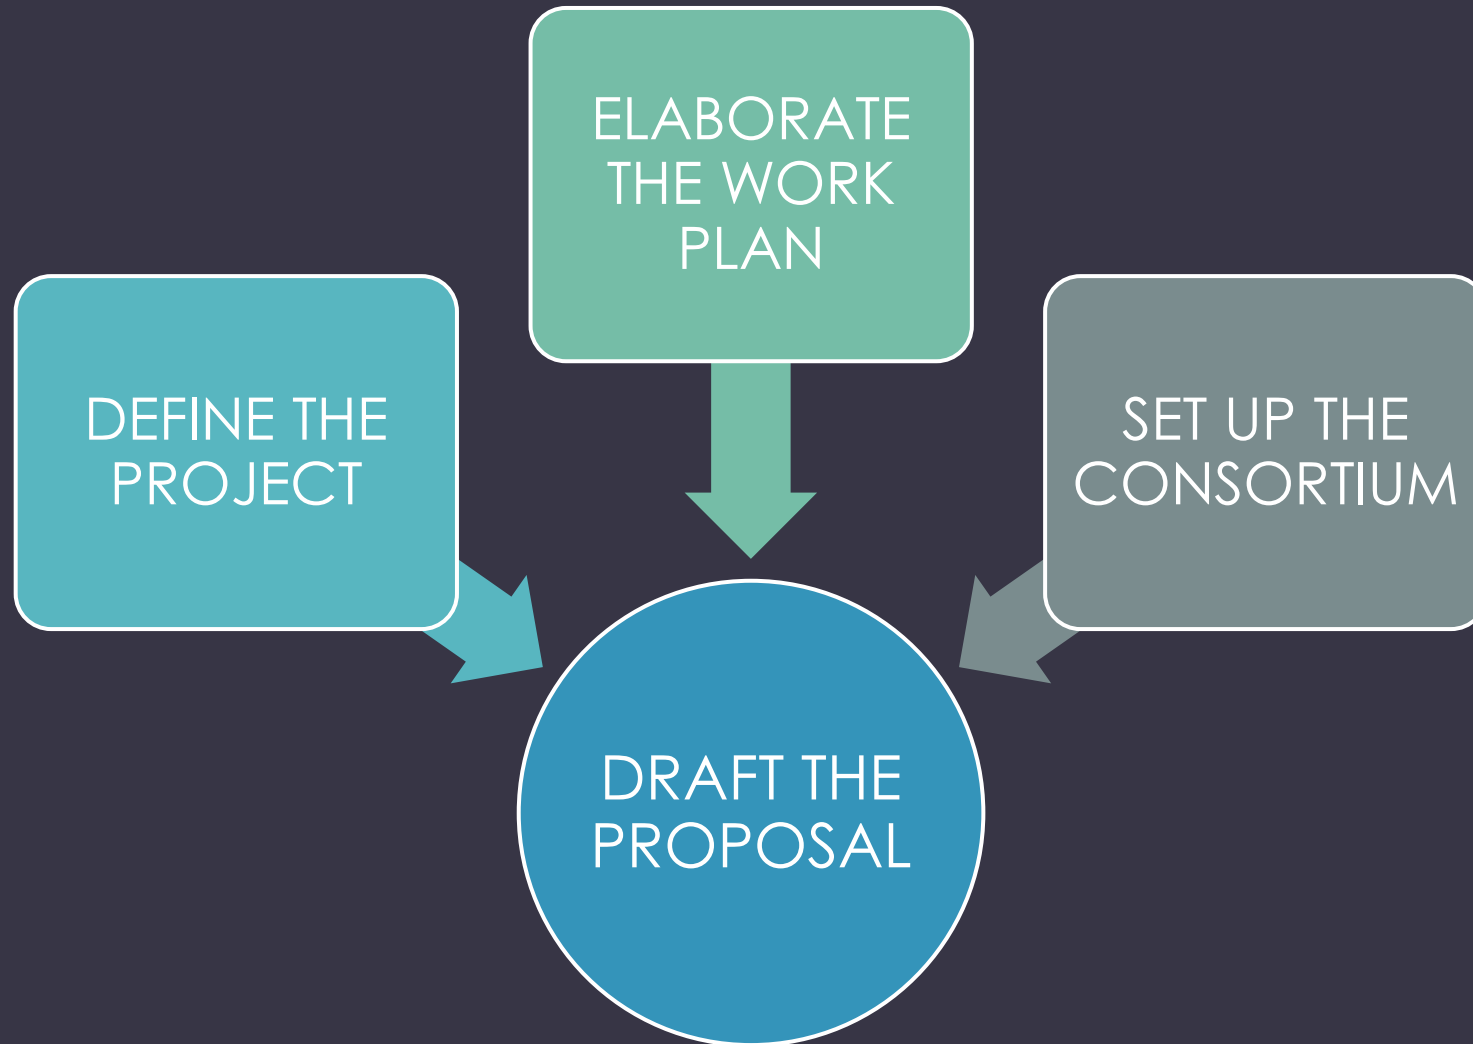 ELABORATE
THE WORK
PLAN
DEFINE THE
PROJECT
SET UP THE
CONSORTIUM
DRAFT THE
PROPOSAL